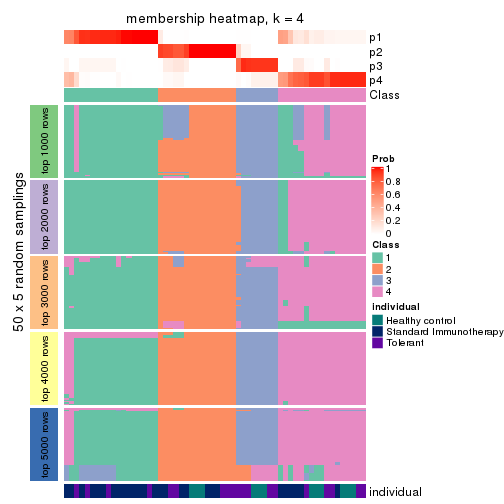 membership heatmap, k = 4
p1
p2
p3
p4
Class
50 x 5 random samplings
top 1000 rows
top 2000 rows
top 3000 rows
top 4000 rows
top 5000 rows
individual
Prob
1
0.8
0.6
0.4
0.2
0
Class
1
2
3
4
individual
Healthy control
Standard Immunotherapy
Tolerant